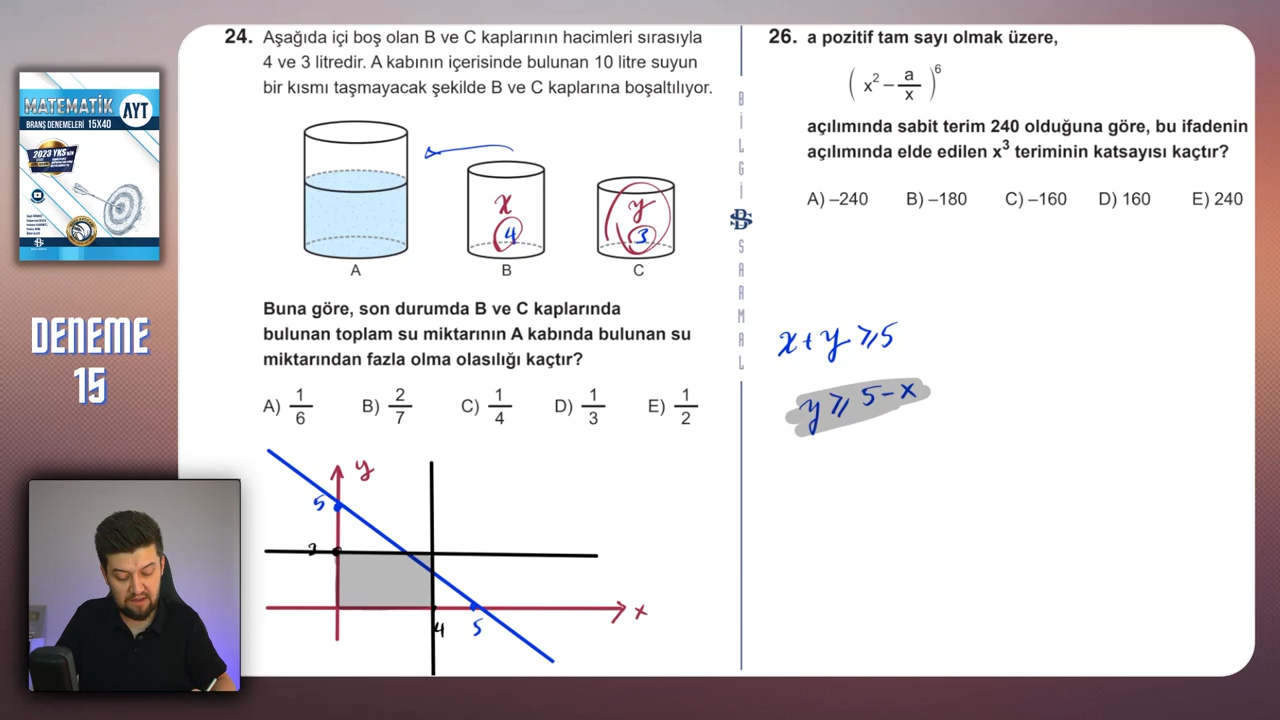 MATEMATİK AYT
BRANŞ DENEMELERİ 15X40
2023 YKS'NİN
DENEME
15
24. Aşağıda içi boş olan B ve C kaplarının hacimleri sırasıyla
4 ve 3 litredir. A kabının içerisinde bulunan 10 litre suyun
bir kısmı taşmayacak şekilde B ve C kaplarına boşaltılıyor.
x
4
y
3
A
B
C
Buna göre, son durumda B ve C kaplarında
bulunan toplam su miktarının A kabında bulunan su
miktarından fazla olma olasılığı kaçtır?
A) 1/6 B) 2/7 C) 1/4 D) 1/3 E) 1/2
y
5
3
4
5
x
BİLGİ
SARMAL
26. a pozitif tam sayı olmak üzere,
(x² – a/x)⁶
açılımında sabit terim 240 olduğuna göre, bu ifadenin
açılımında elde edilen x³ teriminin katsayısı kaçtır?
A) –240 B) –180 C) –160 D) 160 E) 240
x + y ⩾ 5
y ⩾ 5 – x